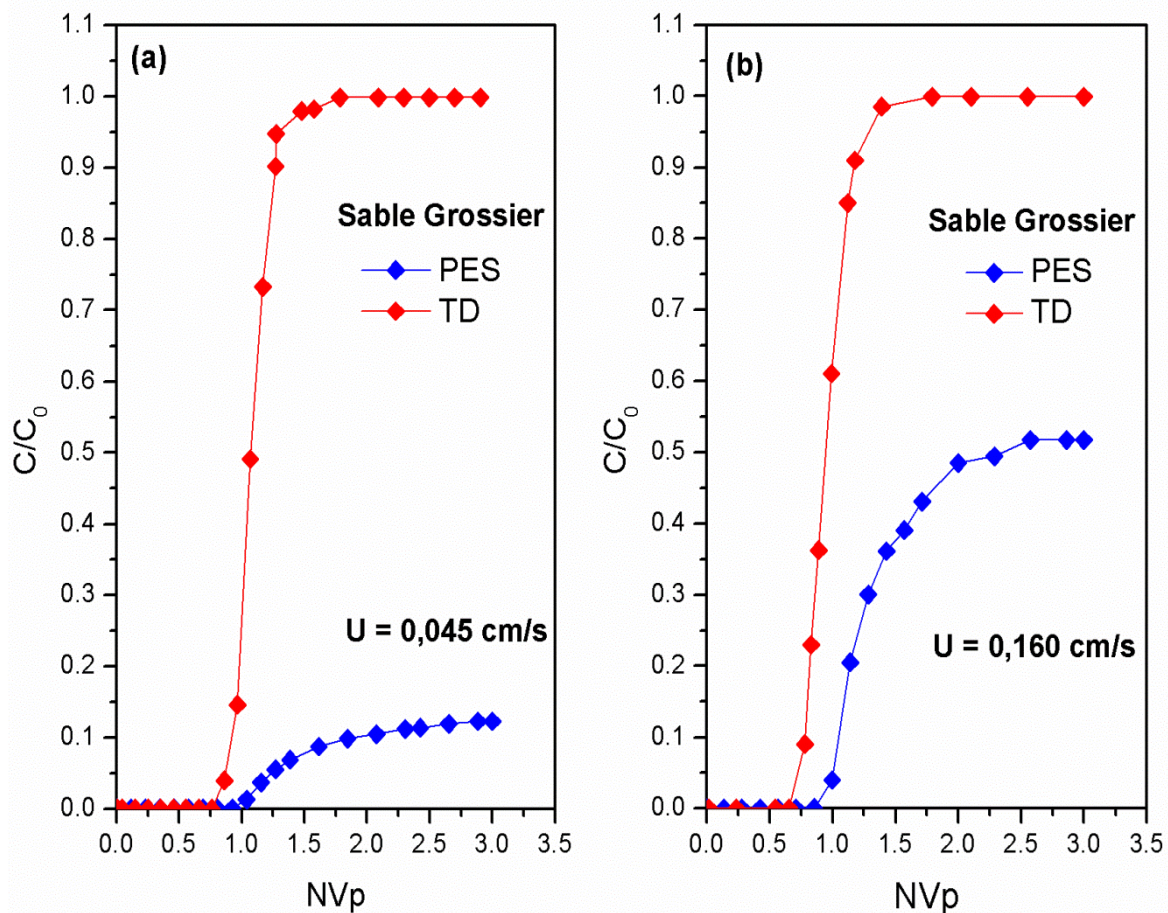 (a)
1.1
1.0
0.9
0.8
0.7
0.6
0.5
0.4
0.3
0.2
0.1
0.0
C/C₀
Sable Grossier
PES
TD
U = 0,045 cm/s
0.0 0.5 1.0 1.5 2.0 2.5 3.0 3.5
NVp
(b)
1.1
1.0
0.9
0.8
0.7
0.6
0.5
0.4
0.3
0.2
0.1
0.0
C/C₀
Sable Grossier
PES
TD
U = 0,160 cm/s
0.0 0.5 1.0 1.5 2.0 2.5 3.0 3.5
NVp